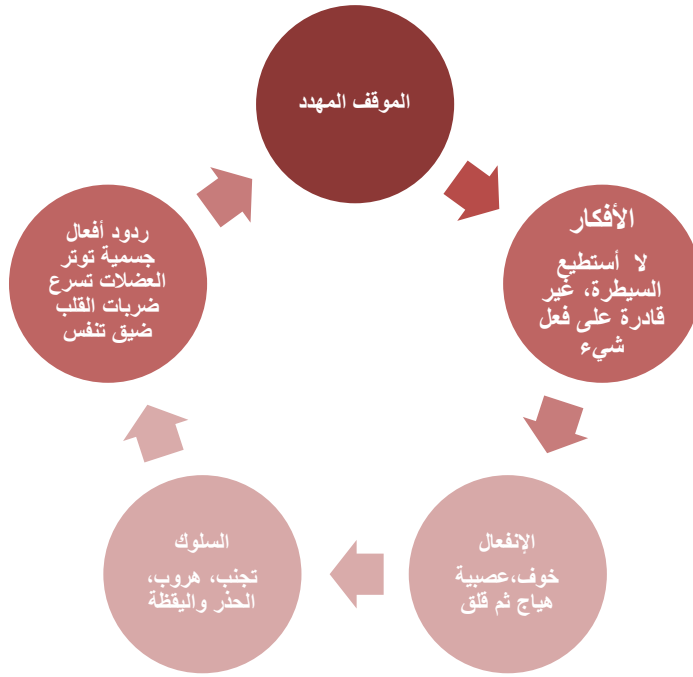 الموقف المهدد
الأفكار
لا أستطيع
السيطرة، غير
قادرة على فعل
شيء
الإنفعال
خوف،عصبية
هياج ثم قلق
السلوك
تجنب، هروب،
الحذر واليقظة
ردود أفعال
جسمية توتر
العضلات تسرع
ضربات القلب
ضيق تنفس